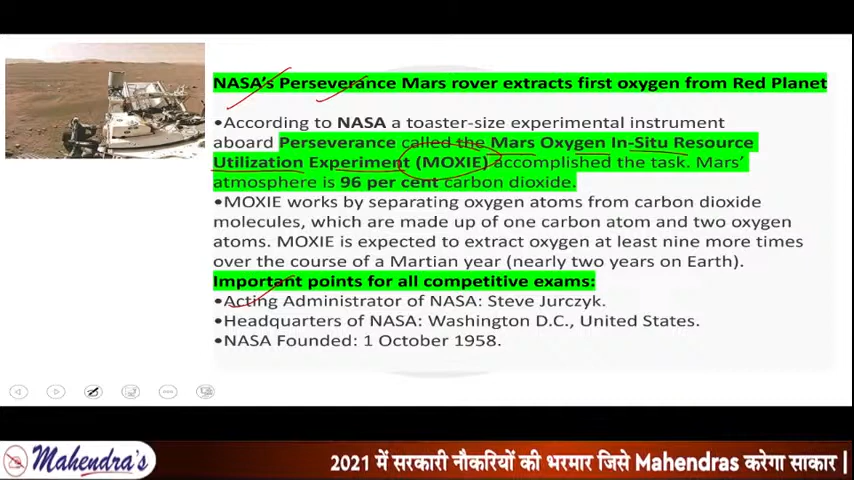 NASA's Perseverance Mars rover extracts first oxygen from Red Planet
•According to NASA a toaster-size experimental instrument
aboard Perseverance called the Mars Oxygen In-Situ Resource
Utilization Experiment (MOXIE) accomplished the task. Mars'
atmosphere is 96 per cent carbon dioxide.
•MOXIE works by separating oxygen atoms from carbon dioxide
molecules, which are made up of one carbon atom and two oxygen
atoms. MOXIE is expected to extract oxygen at least nine more times
over the course of a Martian year (nearly two years on Earth).
Important points for all competitive exams:
•Acting Administrator of NASA: Steve Jurczyk.
•Headquarters of NASA: Washington D.C., United States.
•NASA Founded: 1 October 1958.
Mahendra's
2021 में सरकारी नौकरियों की भरमार जिसे Mahendras करेगा साकार |